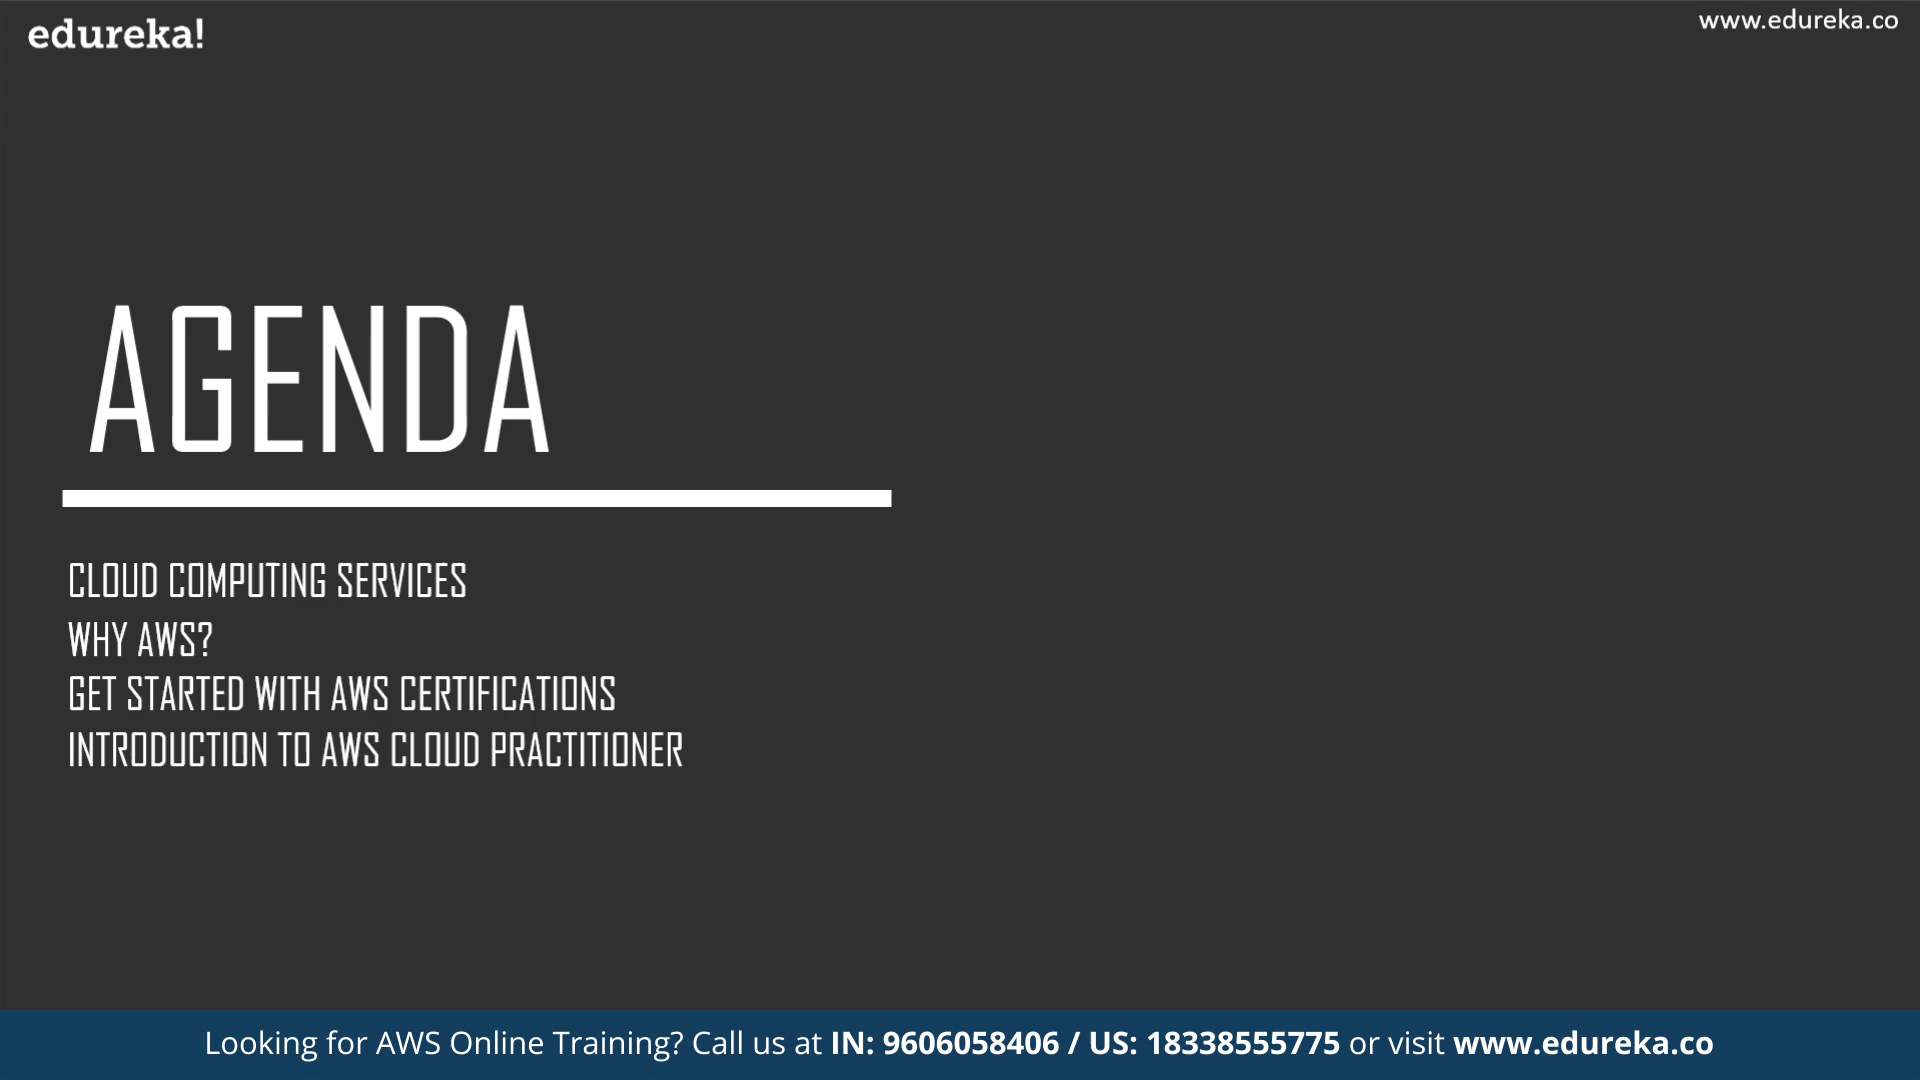 edureka!
www.edureka.co
AGENDA
CLOUD COMPUTING SERVICES
WHY AWS?
GET STARTED WITH AWS CERTIFICATIONS
INTRODUCTION TO AWS CLOUD PRACTITIONER
Looking for AWS Online Training? Call us at IN: 9606058406 / US: 18338555775 or visit www.edureka.co